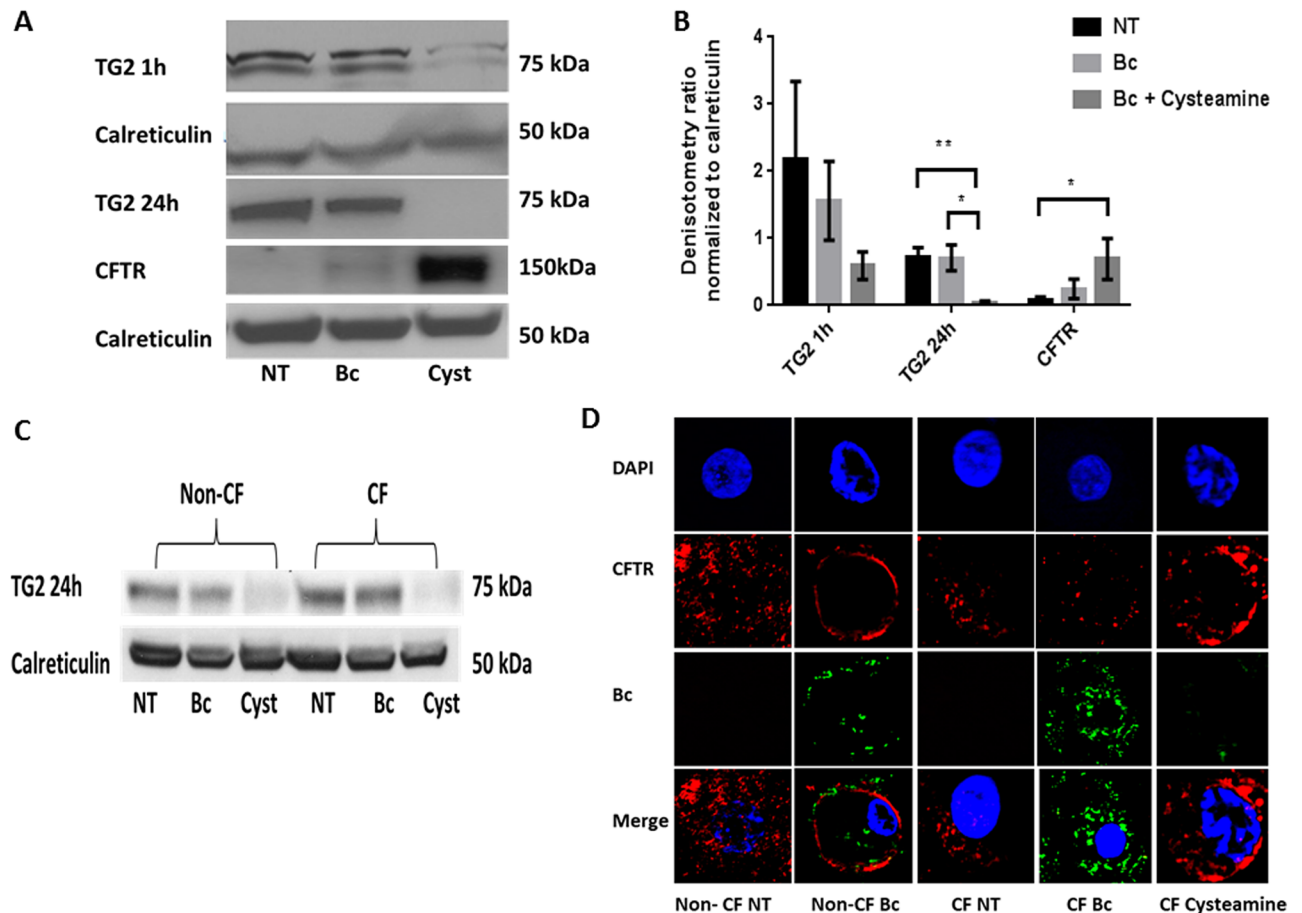 A
TG2 1h
75 kDa
Calreticulin
50 kDa
TG2 24h
75 kDa
CFTR
150kDa
Calreticulin
50 kDa
NT Bc Cyst
B
Denisotometry ratio
normalized to calreticulin
4
3
2
1
0
NT
Bc
Bc + Cysteamine
**
*
*
TG2 1h
TG2 24h
CFTR
C
Non-CF CF
TG2 24h
75 kDa
Calreticulin
50 kDa
NT Bc Cyst NT Bc Cyst
D
DAPI
CFTR
Bc
Merge
Non- CF NT Non-CF Bc CF NT CF Bc CF Cysteamine